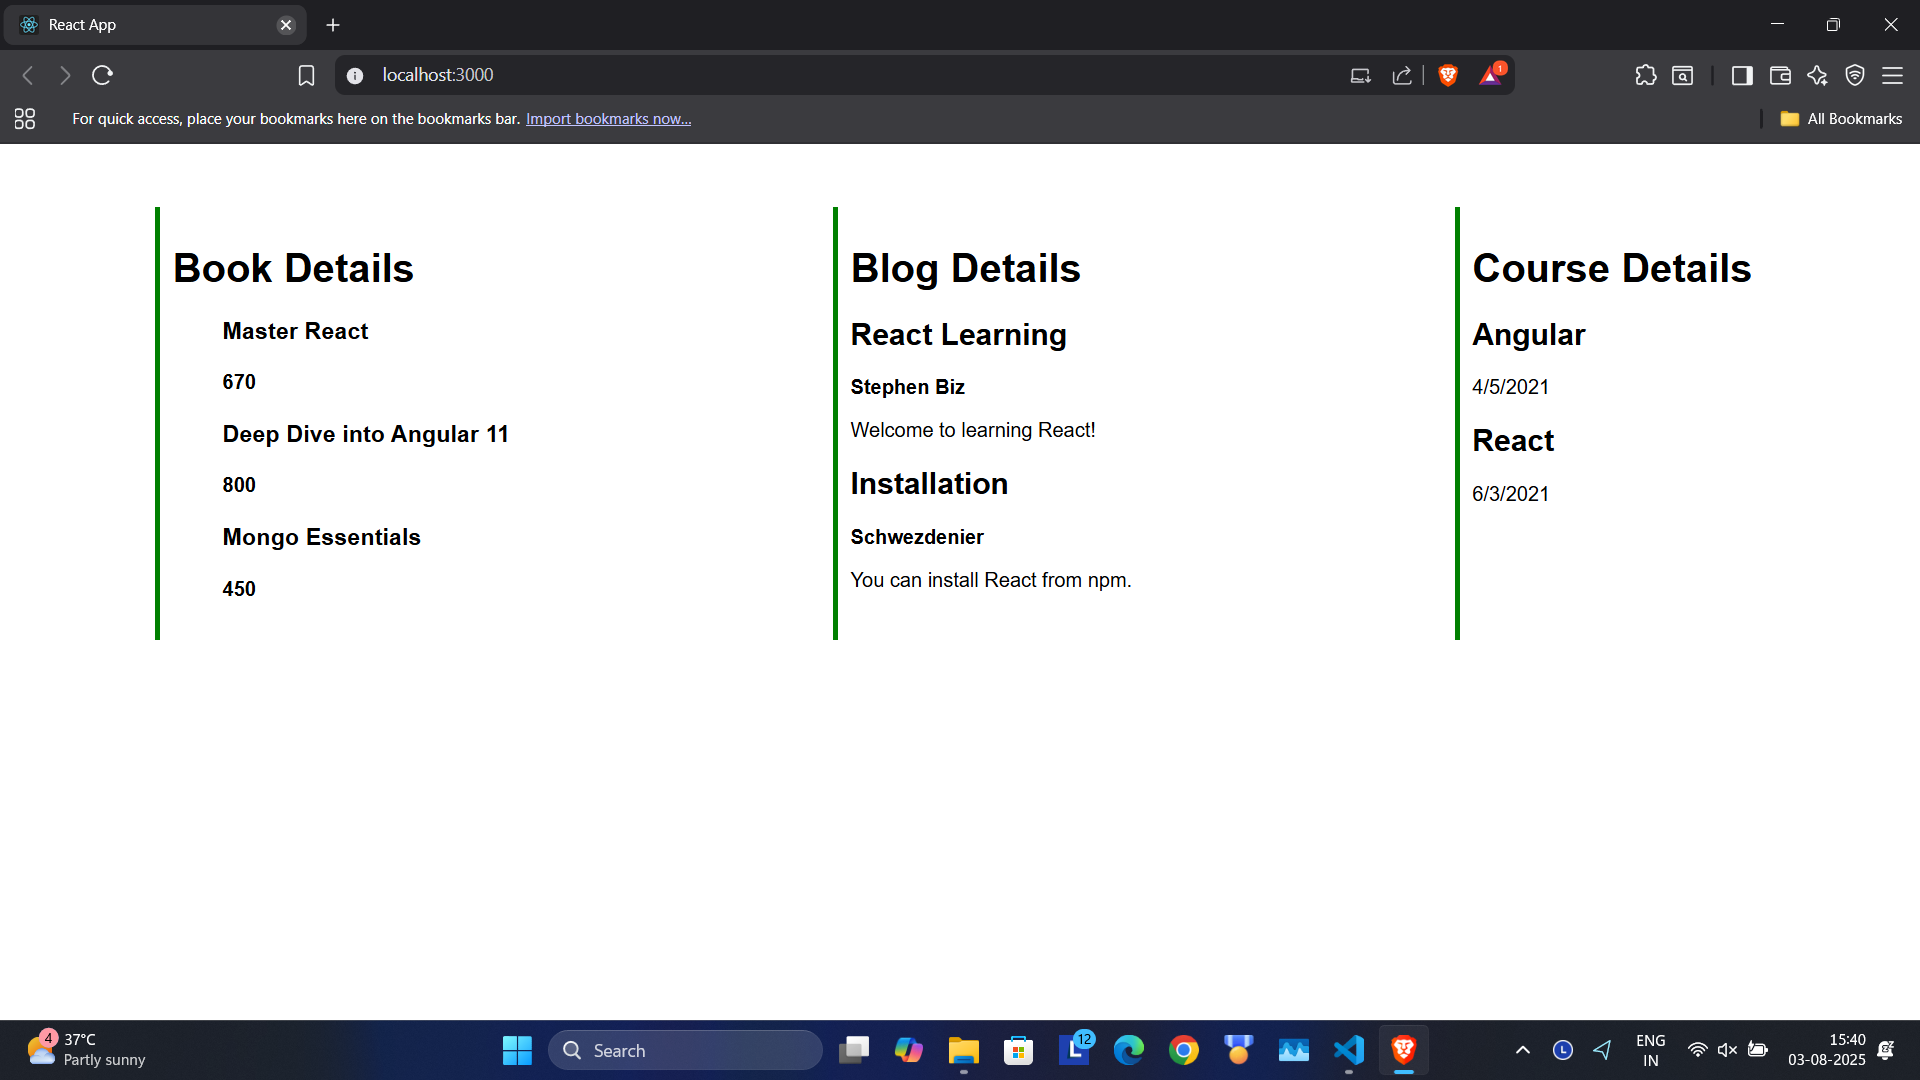 React App
localhost:3000
1
For quick access, place your bookmarks here on the bookmarks bar. Import bookmarks now...
All Bookmarks
Book Details
Master React
670
Deep Dive into Angular 11
800
Mongo Essentials
450
Blog Details
React Learning
Stephen Biz
Welcome to learning React!
Installation
Schwezdenier
You can install React from npm.
Course Details
Angular
4/5/2021
React
6/3/2021
4
37°C
Partly sunny
Search
L
12
L
ENG
IN
15:40
03-08-2025